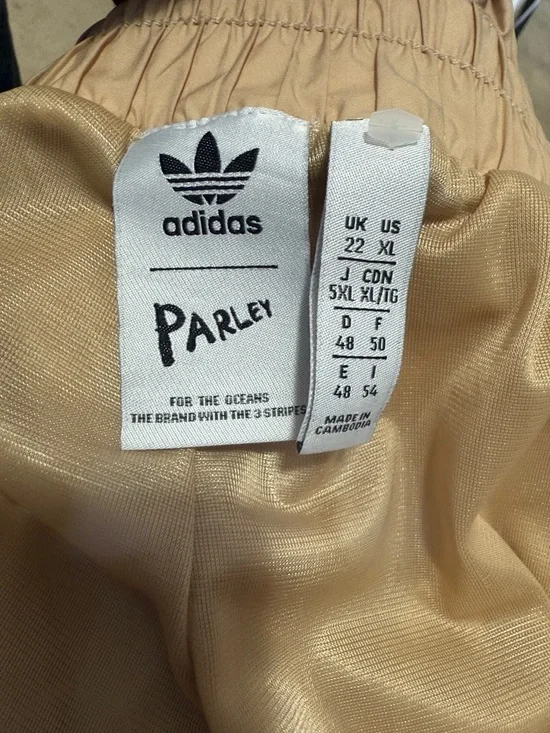 adidas
PARLEY
FOR THE OCEANS
THE BRAND WITH THE 3 STRIPES
UK US
22 XL
J CDN
5XL XL/TG
D F
48 50
E I
48 54
MADE IN
CAMBODIA